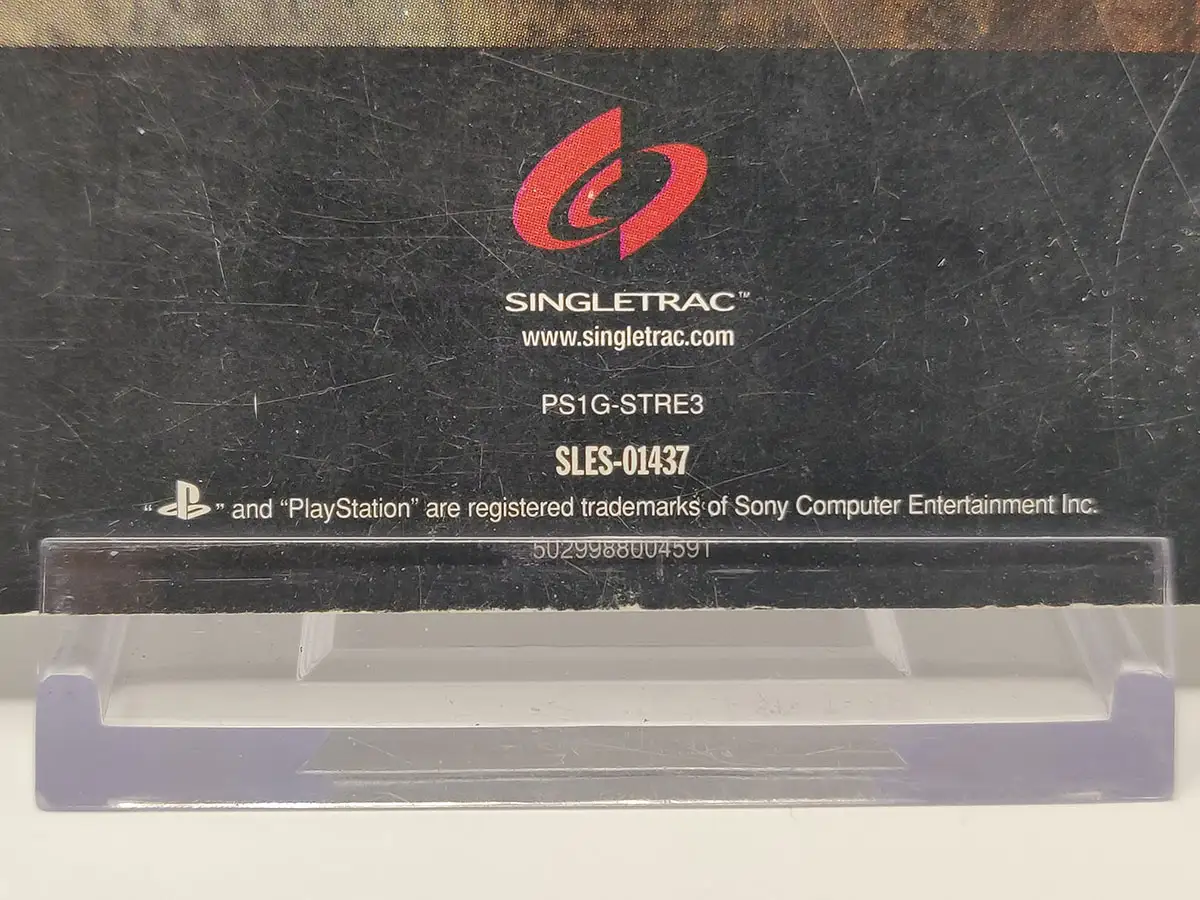 SINGLETRAC™
www.singletrac.com
PS1G-STRE3
SLES-01437
“ ” and “PlayStation” are registered trademarks of Sony Computer Entertainment Inc.
5029988004591